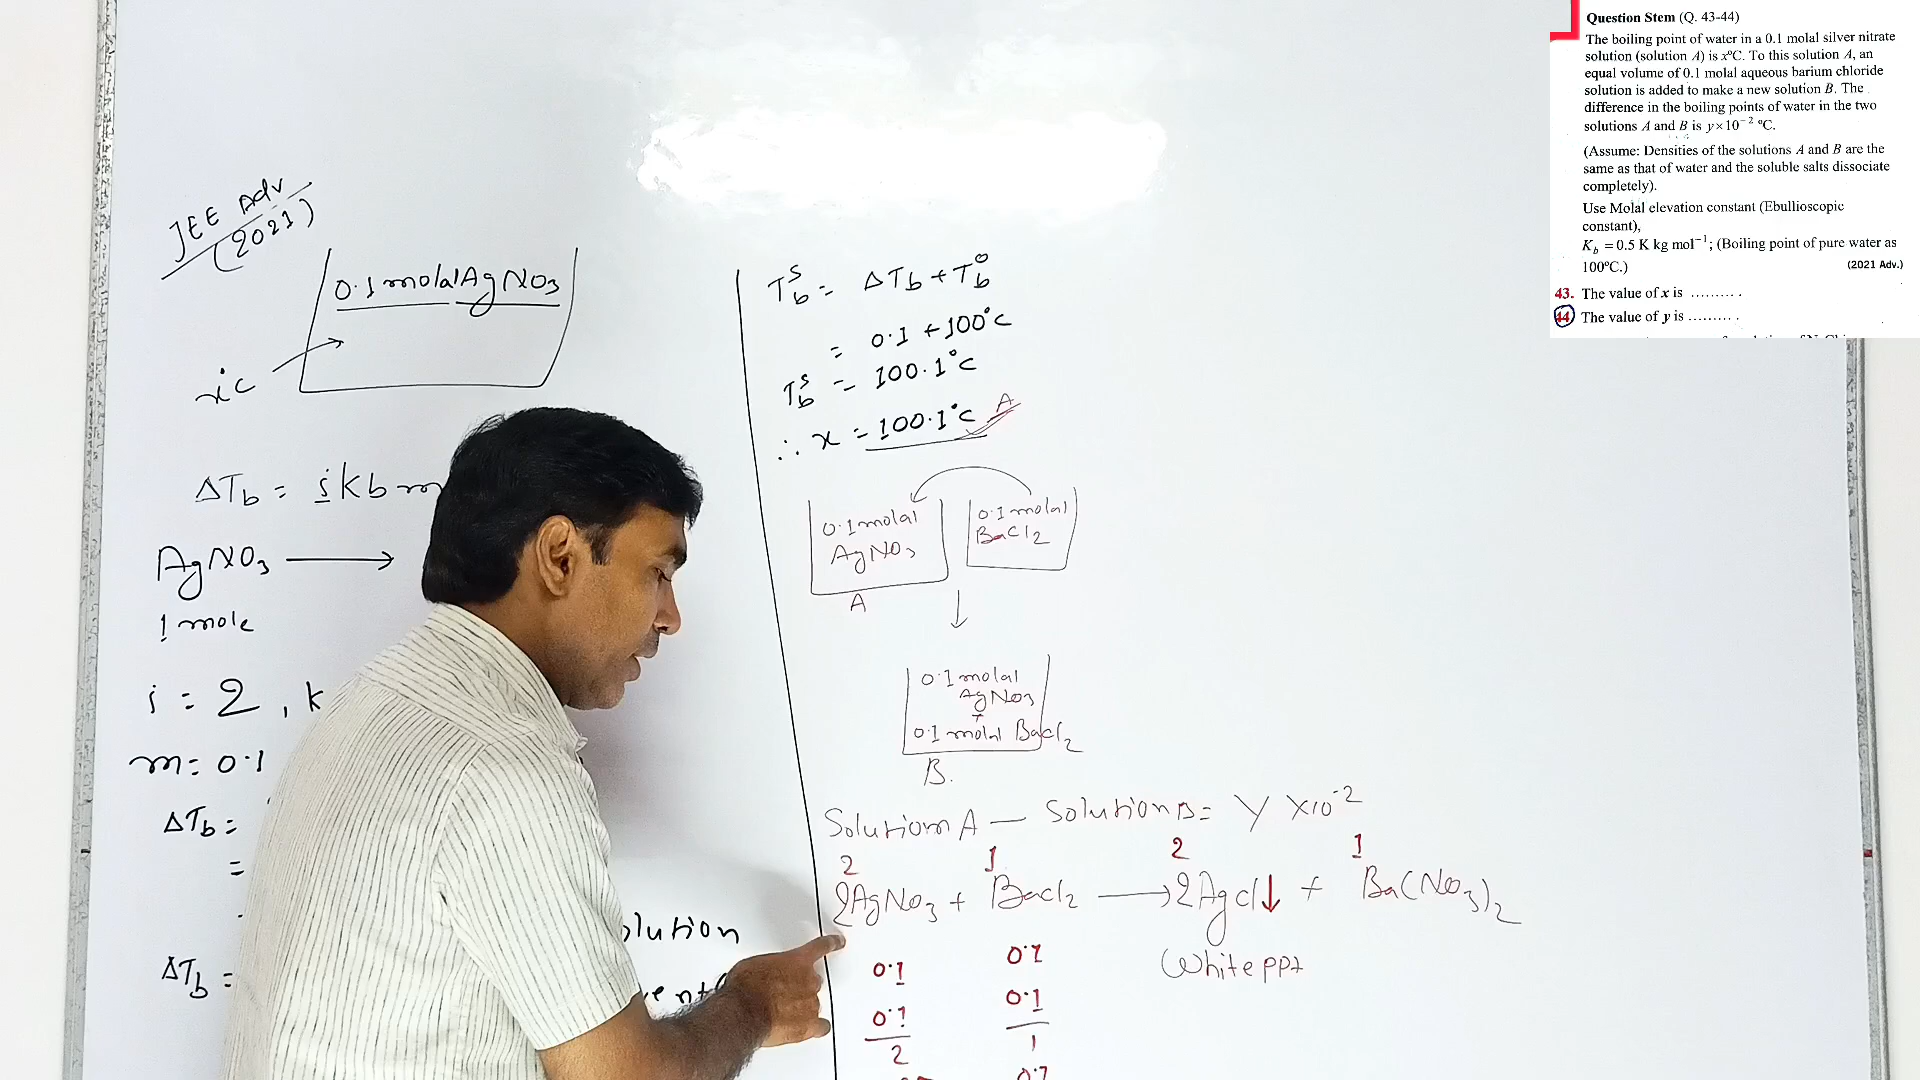 Question Stem (Q. 43-44)
The boiling point of water in a 0.1 molal silver nitrate
solution (solution A) is x°C. To this solution A, an
equal volume of 0.1 molal aqueous barium chloride
solution is added to make a new solution B. The
difference in the boiling points of water in the two
solutions A and B is y×10⁻² °C.
(Assume: Densities of the solutions A and B are the
same as that of water and the soluble salts dissociate
completely).
Use Molal elevation constant (Ebullioscopic
constant),
K_b = 0.5 K kg mol⁻¹; (Boiling point of pure water as
100°C.) (2021 Adv.)
43. The value of x is ..........
44 The value of y is ..........
JEE Adv
(2021)
0.1 molal AgNO3
x°C
ΔTb = i kb m
AgNO3 ⟶
1 mole
i = 2 , k
m = 0.1
ΔTb =
=
ΔTb =
lution
Tb^s = ΔTb + Tb^o
= 0.1 + 100°C
Tb^s = 100.1°C
∴ x = 100.1°C A
0.1 molal
AgNO3
A
0.1 molal
BaCl2
0.1 molal
AgNO3
+
0.1 molal BaCl2
B.
Solution A — Solution B = Y X10⁻²
2 1 2 1
2AgNO3 + BaCl2 ⟶ 2AgCl↓ + Ba(NO3)2
0.1 0.1 White ppt
0.1 0.1
2 1
0.1